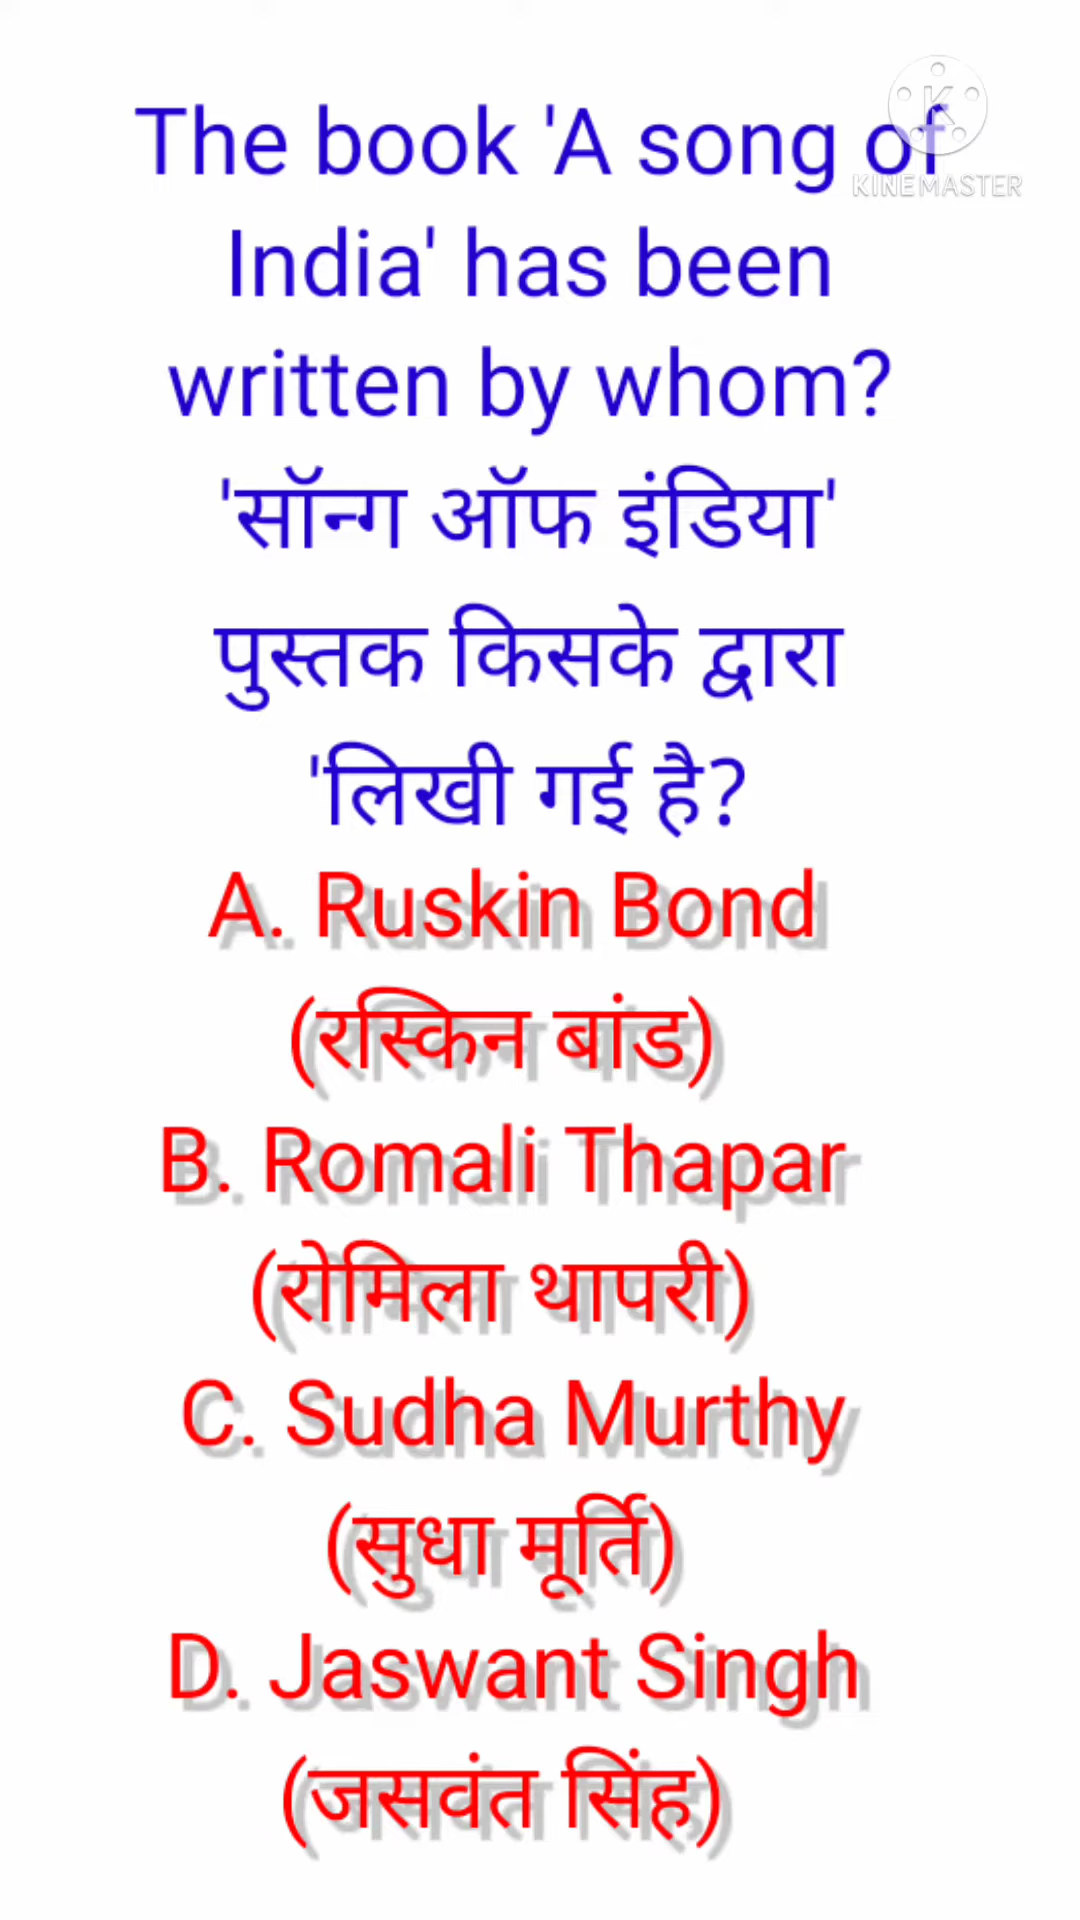 The book 'A song of
KINEMASTER
India' has been
written by whom?
'सॉन्ग ऑफ इंडिया'
पुस्तक किसके द्वारा
'लिखी गई है?
A. Ruskin Bond
(रस्किन बांड)
B. Romali Thapar
(रोमिला थापरी)
C. Sudha Murthy
(सुधा मूर्ति)
D. Jaswant Singh
(जसवंत सिंह)